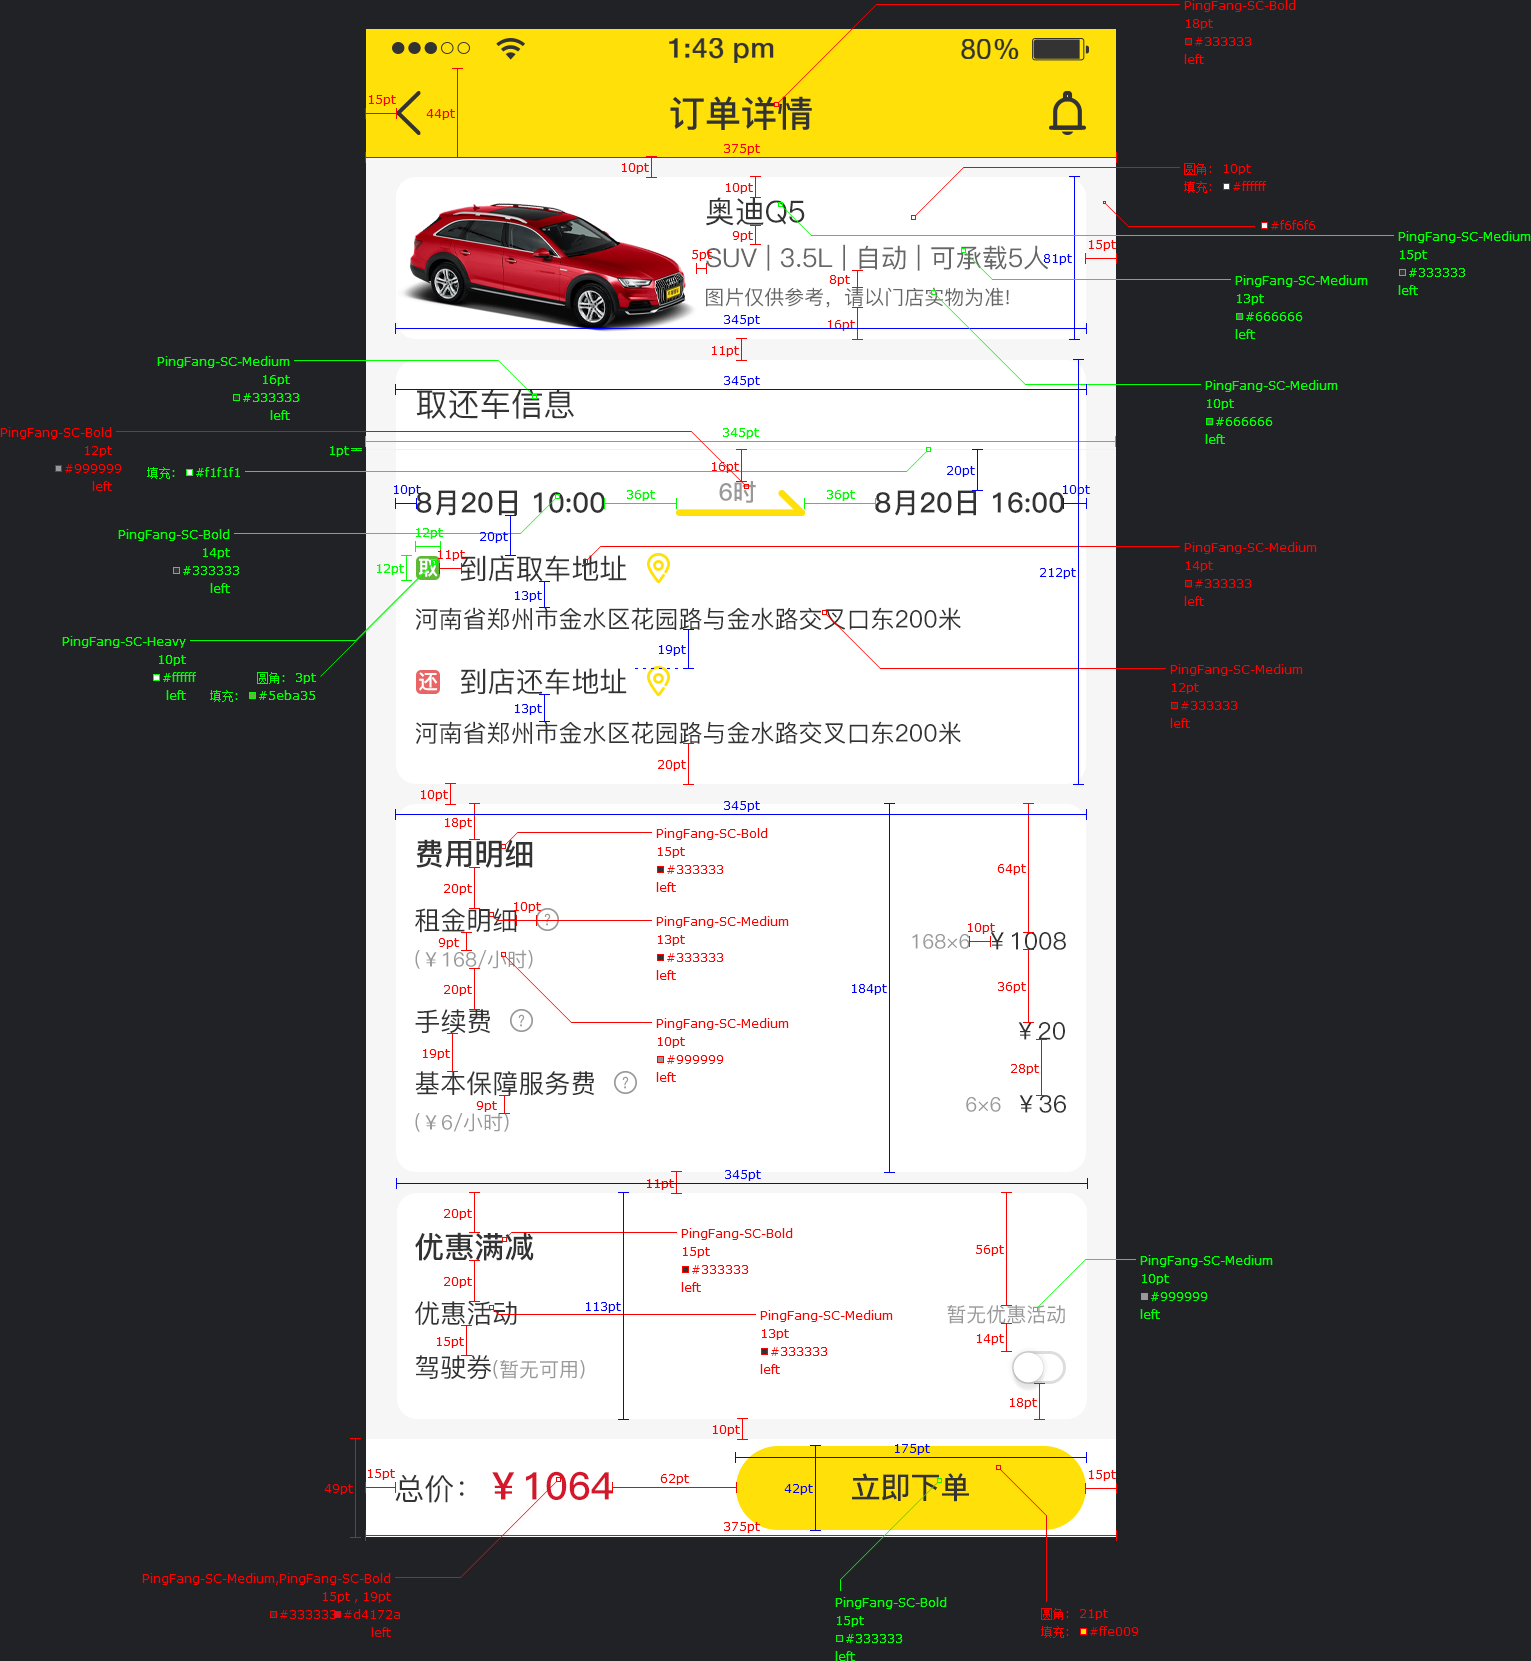 PingFang-SC-Bold
18pt
#333333
left
1:43 pm
80%
15pt
44pt
订单详情
375pt
10pt
圆角: 10pt
填充: #ffffff
10pt
奥迪Q5
#f6f6f6
9pt
PingFang-SC-Medium
15pt
#333333
left
5pt
SUV | 3.5L | 自动 | 可承载5人
81pt
15pt
8pt
PingFang-SC-Medium
13pt
#666666
left
图片仅供参考，请以门店实物为准!
345pt
16pt
11pt
PingFang-SC-Medium
16pt
#333333
left
345pt
PingFang-SC-Medium
10pt
#666666
left
取还车信息
PingFang-SC-Bold
12pt
#999999
left
345pt
1pt
填充: #f1f1f1
16pt
20pt
10pt
8月20日 10:00
36pt
6时
36pt
8月20日 16:00
10pt
PingFang-SC-Bold
14pt
#333333
left
12pt
20pt
11pt
12pt
取
到店取车地址
PingFang-SC-Medium
14pt
#333333
left
212pt
13pt
河南省郑州市金水区花园路与金水路交叉口东200米
PingFang-SC-Heavy
10pt
#ffffff
left
圆角: 3pt
填充: #5eba35
19pt
还
到店还车地址
PingFang-SC-Medium
12pt
#333333
left
13pt
河南省郑州市金水区花园路与金水路交叉口东200米
20pt
10pt
345pt
18pt
PingFang-SC-Bold
15pt
#333333
left
费用明细
64pt
20pt
10pt
租金明细 ?
PingFang-SC-Medium
13pt
#333333
left
9pt
168×6
10pt
¥1008
(¥168/小时)
20pt
184pt
36pt
手续费 ?
PingFang-SC-Medium
10pt
#999999
left
¥20
19pt
28pt
基本保障服务费 ?
9pt
6×6 ¥36
(¥6/小时)
345pt
11pt
20pt
PingFang-SC-Bold
15pt
#333333
left
优惠满减
56pt
PingFang-SC-Medium
10pt
#999999
left
20pt
113pt
优惠活动
PingFang-SC-Medium
13pt
#333333
left
暂无优惠活动
15pt
14pt
驾驶券(暂无可用)
18pt
10pt
175pt
49pt
15pt
总价：
¥1064
62pt
42pt
立即下单
15pt
375pt
PingFang-SC-Medium,PingFang-SC-Bold
15pt , 19pt
#333333 #d4172a
left
PingFang-SC-Bold
15pt
#333333
left
圆角: 21pt
填充: #ffe009